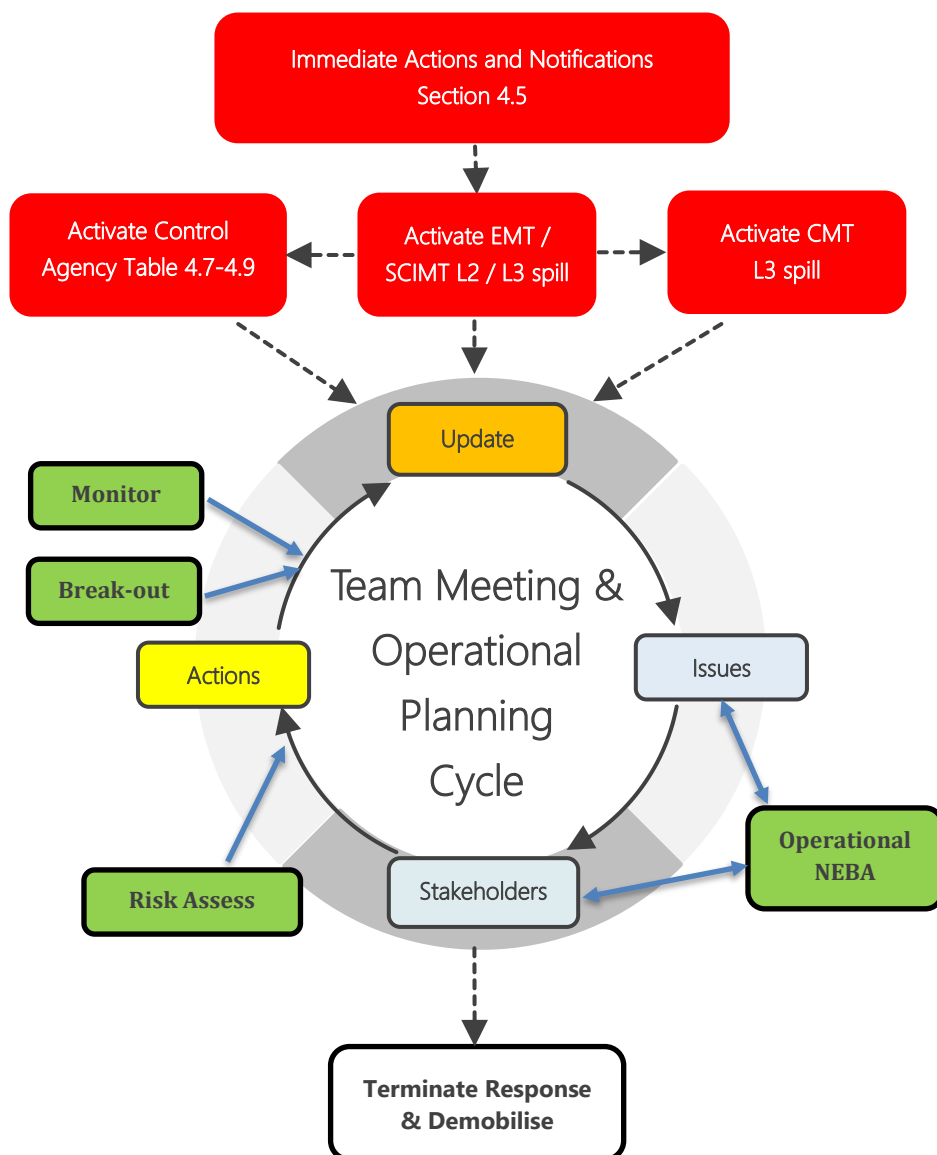 Immediate Actions and Notifications
Section 4.5
Activate Control
Agency Table 4.7-4.9
Activate EMT /
SCIMT L2 / L3 spill
Activate CMT
L3 spill
Update
Monitor
Break-out
Team Meeting &
Operational
Planning
Cycle
Actions
Issues
Operational
NEBA
Risk Assess
Stakeholders
Terminate Response
& Demobilise